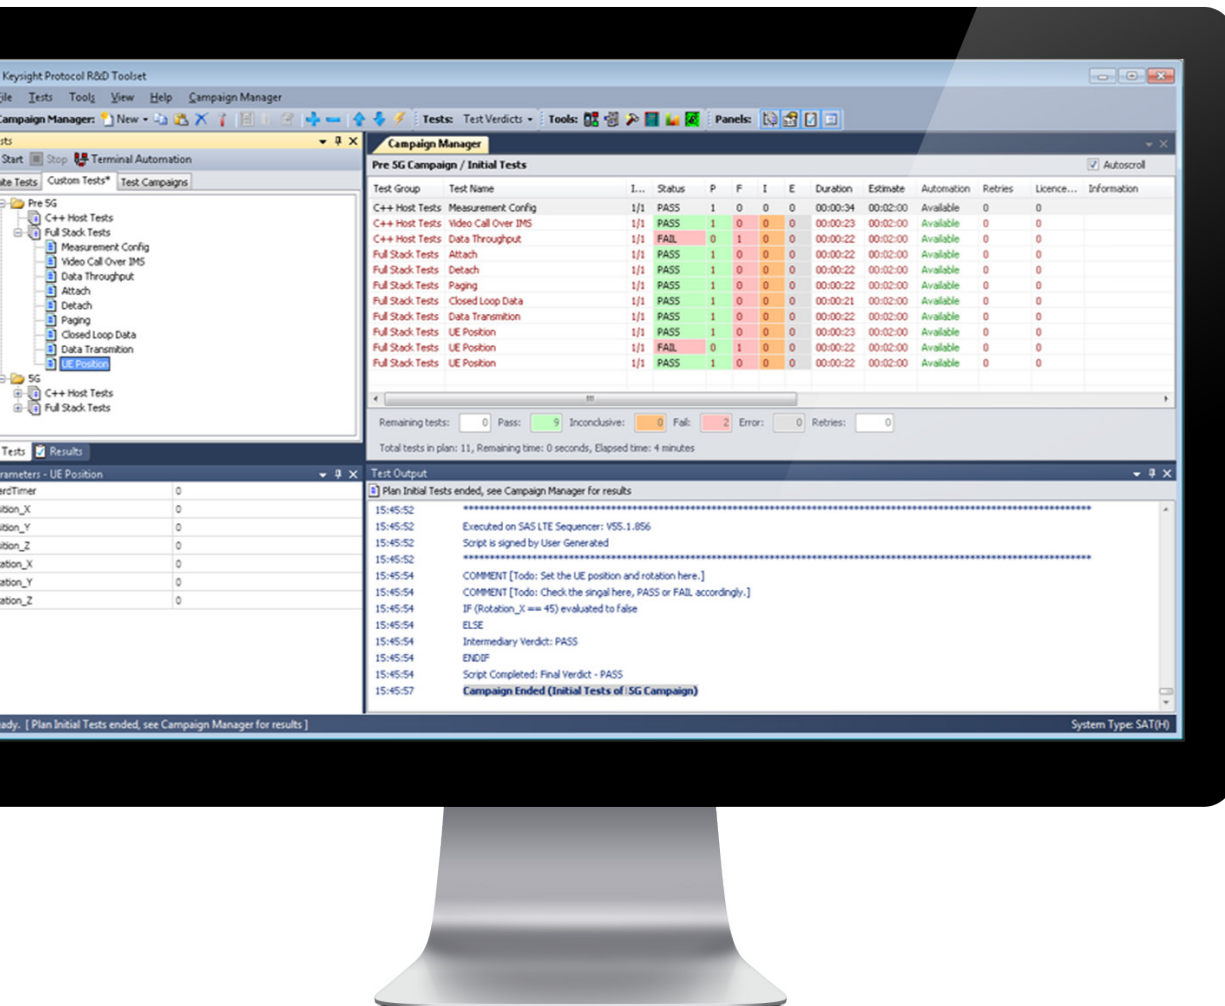 Keysight Protocol R&D Toolset
File Tests Tools View Help Campaign Manager
Campaign Manager: New Tests: Test Verdicts Tools: Panels:
Start Stop Terminal Automation
Custom Tests* Test Campaigns
Pre 5G
C++ Host Tests
Full Stack Tests
Measurement Config
Video Call Over IMS
Data Throughput
Attach
Detach
Paging
Closed Loop Data
Data Transmition
UE Position
5G
C++ Host Tests
Full Stack Tests
Tests Results
rameters - UE Position
ardTimer 0
ition_X 0
ition_Y 0
ition_Z 0
ation_X 0
ation_Y 0
ation_Z 0
Campaign Manager
Pre 5G Campaign / Initial Tests Autoscroll
Test Group Test Name I... Status P F I E Duration Estimate Automation Retries Licence... Information
C++ Host Tests Measurement Config 1/1 PASS 1 0 0 0 00:00:34 00:02:00 Available 0 0
C++ Host Tests Video Call Over IMS 1/1 PASS 1 0 0 0 00:00:23 00:02:00 Available 0 0
C++ Host Tests Data Throughput 1/1 FAIL 0 1 0 0 00:00:22 00:02:00 Available 0 0
Full Stack Tests Attach 1/1 PASS 1 0 0 0 00:00:22 00:02:00 Available 0 0
Full Stack Tests Detach 1/1 PASS 1 0 0 0 00:00:22 00:02:00 Available 0 0
Full Stack Tests Paging 1/1 PASS 1 0 0 0 00:00:22 00:02:00 Available 0 0
Full Stack Tests Closed Loop Data 1/1 PASS 1 0 0 0 00:00:21 00:02:00 Available 0 0
Full Stack Tests Data Transmition 1/1 PASS 1 0 0 0 00:00:22 00:02:00 Available 0 0
Full Stack Tests UE Position 1/1 PASS 1 0 0 0 00:00:23 00:02:00 Available 0 0
Full Stack Tests UE Position 1/1 FAIL 0 1 0 0 00:00:22 00:02:00 Available 0 0
Full Stack Tests UE Position 1/1 PASS 1 0 0 0 00:00:22 00:02:00 Available 0 0
Remaining tests: 0 Pass: 9 Inconclusive: 0 Fail: 2 Error: 0 Retries: 0
Total tests in plan: 11, Remaining time: 0 seconds, Elapsed time: 4 minutes
Test Output
Plan Initial Tests ended, see Campaign Manager for results
15:45:52
15:45:52 Executed on SAS LTE Sequencer: V55.1.856
15:45:52 Script is signed by User Generated
15:45:52
15:45:54 COMMENT [Todo: Set the UE position and rotation here.]
15:45:54 COMMENT [Todo: Check the singal here, PASS or FAIL accordingly.]
15:45:54 IF (Rotation_X == 45) evaluated to false
15:45:54 ELSE
15:45:54 Intermediary Verdict: PASS
15:45:54 ENDIF
15:45:54 Script Completed: Final Verdict - PASS
15:45:57 Campaign Ended (Initial Tests of 5G Campaign)
ady. [ Plan Initial Tests ended, see Campaign Manager for results ] System Type: SAT(H)